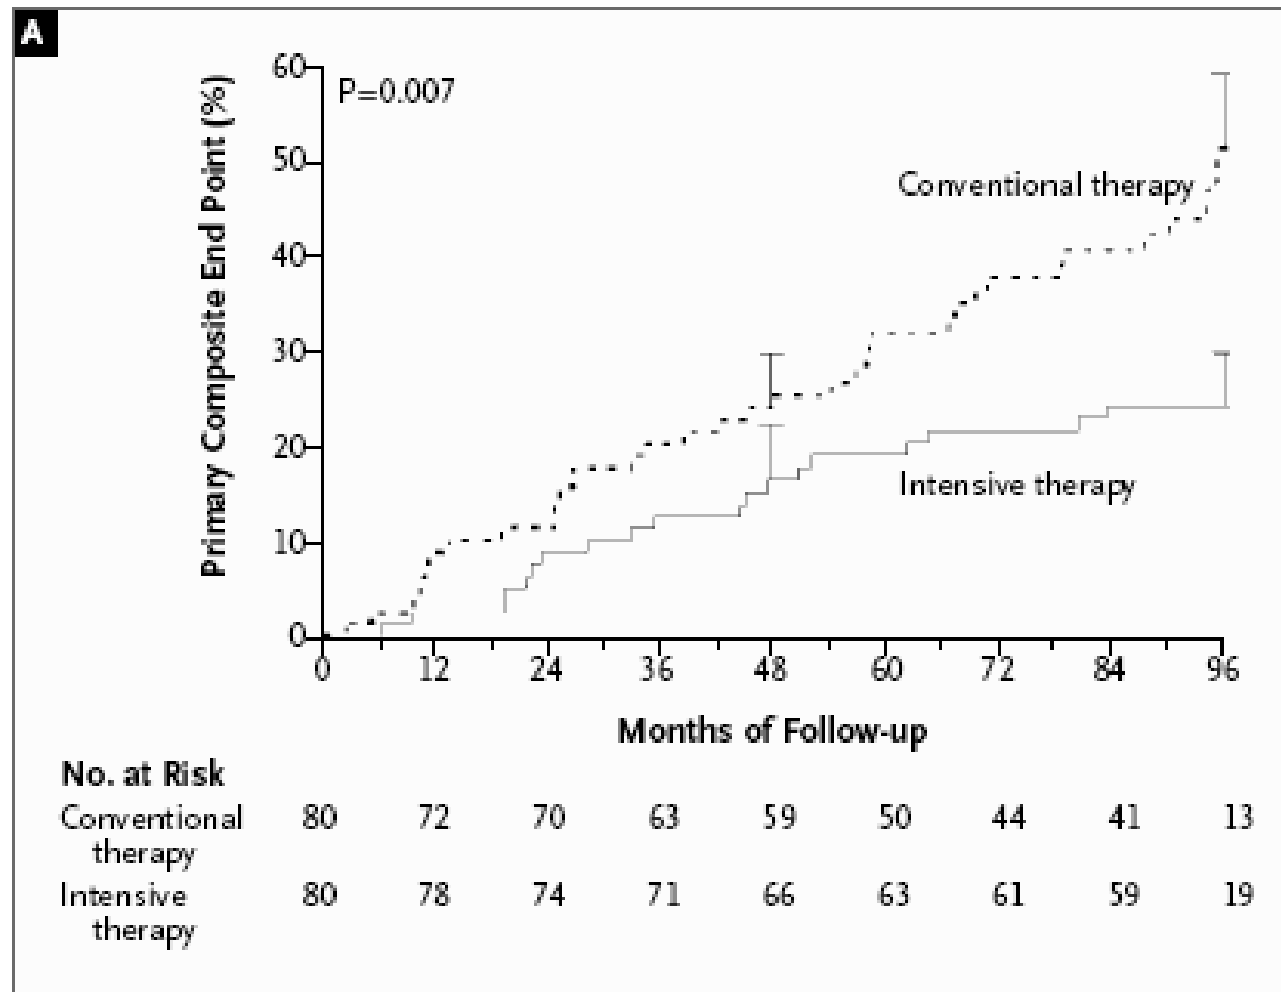 A
Primary Composite End Point (%)
60
50
40
30
20
10
0
P=0.007
Conventional therapy
Intensive therapy
0 12 24 36 48 60 72 84 96
Months of Follow-up
No. at Risk
Conventional 80 72 70 63 59 50 44 41 13
therapy
Intensive 80 78 74 71 66 63 61 59 19
therapy